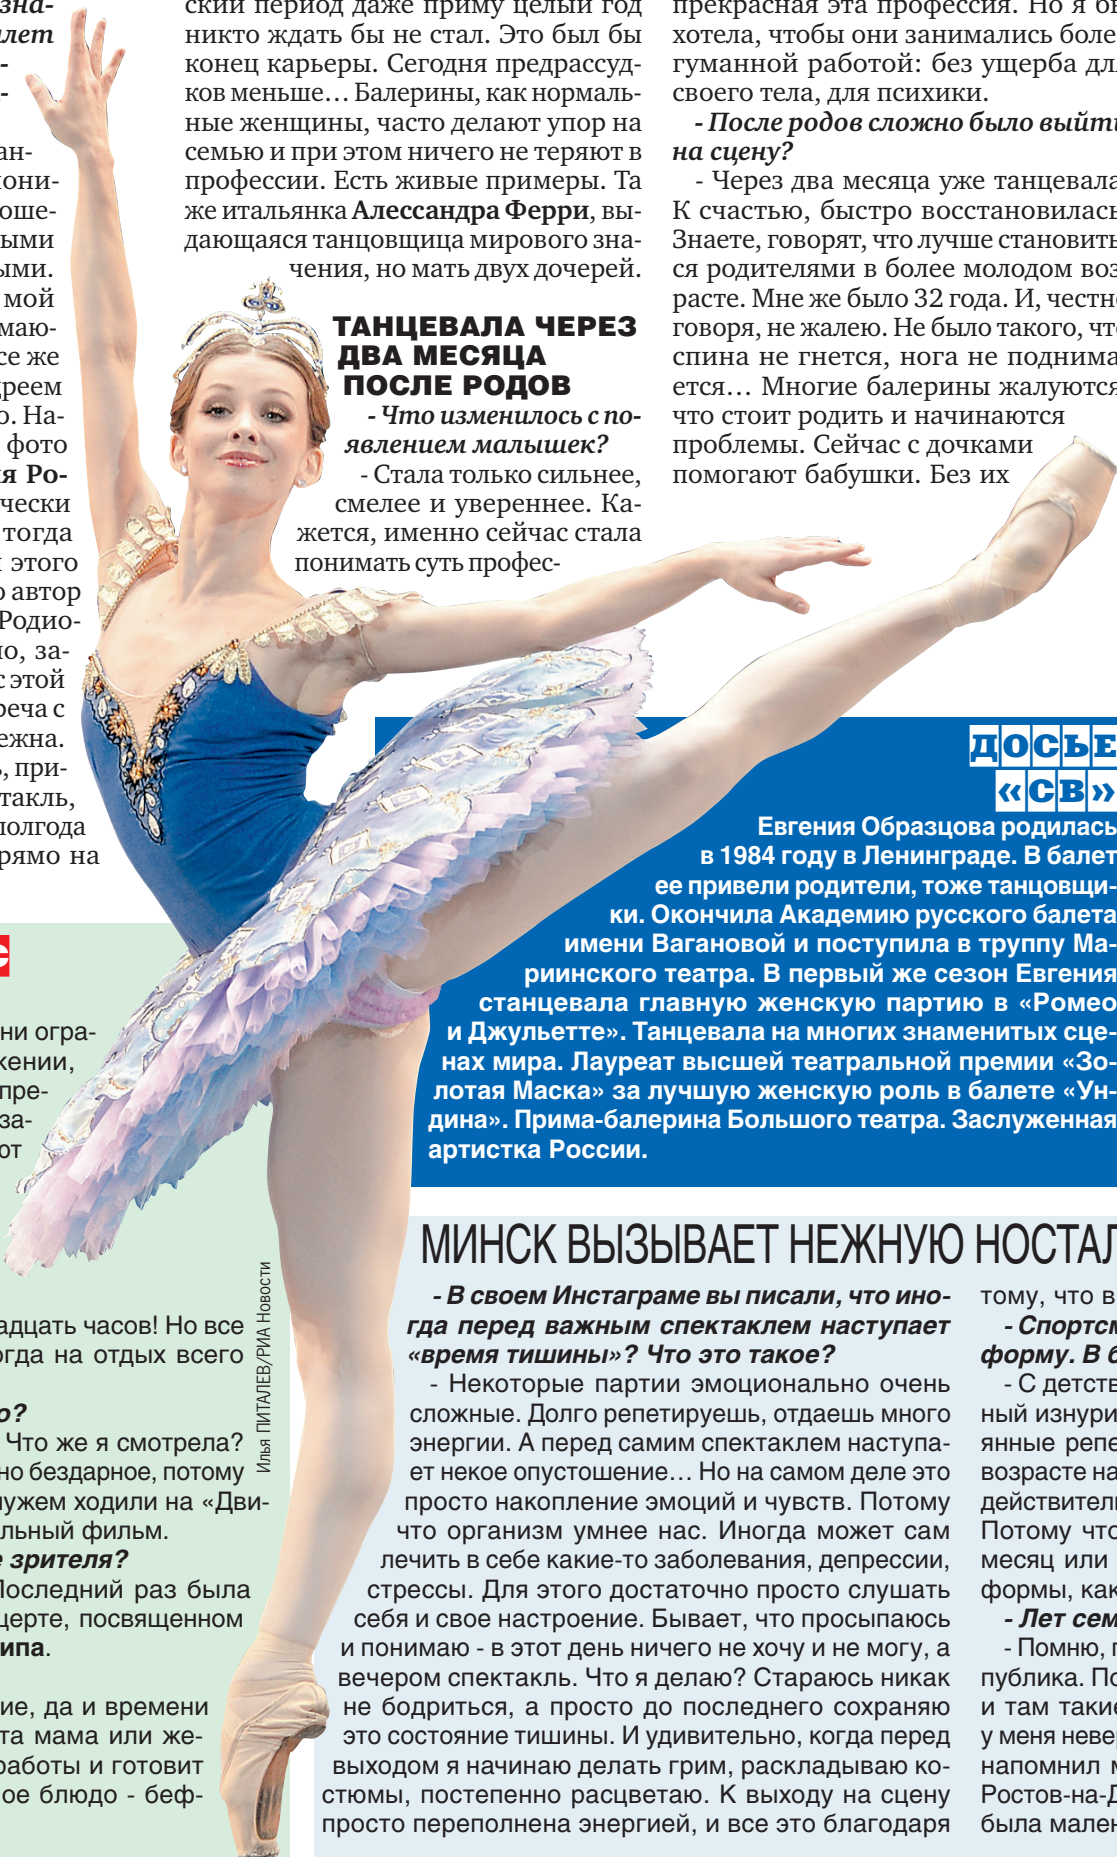 зна-
лет
-
-
ан-
они-
оше-
ыми
ыми.
мой
маю-
се же
дреем
о. На-
фото
я Ро-
чески
тогда
этого
о автор
Родио-
но, за-
с этой
реча с
ежна.
, при-
такль,
полгода
рямо на
С
ни огра-
жении,
пре-
за-
ют
адцать часов! Но все
огда на отдых всего
о?
Что же я смотрела?
но бездарное, потому
мужем ходили на «Дви-
льный фильм.
е зрителя?
Последний раз была
церте, посвященном
ипа.
ие, да и времени
та мама или же-
работы и готовит
ое блюдо - беф-
Илья ПИТАЛЕВ/РИА Новости
ский период даже приму целый год
никто ждать бы не стал. Это был бы
конец карьеры. Сегодня предрассуд-
ков меньше… Балерины, как нормаль-
ные женщины, часто делают упор на
семью и при этом ничего не теряют в
профессии. Есть живые примеры. Та
же итальянка Алессандра Ферри, вы-
дающаяся танцовщица мирового зна-
чения, но мать двух дочерей.
ТАНЦЕВАЛА ЧЕРЕЗ
ДВА МЕСЯЦА
ПОСЛЕ РОДОВ
- Что изменилось с по-
явлением малышек?
- Стала только сильнее,
смелее и увереннее. Ка-
жется, именно сейчас стала
понимать суть профес-
прекрасная эта профессия. Но я бы
хотела, чтобы они занимались боле
гуманной работой: без ущерба дл
своего тела, для психики.
- После родов сложно было выйти
на сцену?
- Через два месяца уже танцевала
К счастью, быстро восстановилась
Знаете, говорят, что лучше становить
ся родителями в более молодом воз
расте. Мне же было 32 года. И, честно
говоря, не жалею. Не было такого, что
спина не гнется, нога не поднима
ется… Многие балерины жалуются
что стоит родить и начинаются
проблемы. Сейчас с дочками
помогают бабушки. Без их
ДОСЬЕ
«СВ»
Евгения Образцова родилась
в 1984 году в Ленинграде. В балет
ее привели родители, тоже танцовщи-
ки. Окончила Академию русского балета
имени Вагановой и поступила в труппу Ма-
риинского театра. В первый же сезон Евгения
станцевала главную женскую партию в «Ромео
и Джульетте». Танцевала на многих знаменитых сце-
нах мира. Лауреат высшей театральной премии «Зо-
лотая Маска» за лучшую женскую роль в балете «Ун-
дина». Прима-балерина Большого театра. Заслуженная
артистка России.
МИНСК ВЫЗЫВАЕТ НЕЖНУЮ НОСТАЛ
- В своем Инстаграме вы писали, что ино-
гда перед важным спектаклем наступает
«время тишины»? Что это такое?
- Некоторые партии эмоционально очень
сложные. Долго репетируешь, отдаешь много
энергии. А перед самим спектаклем наступа-
ет некое опустошение… Но на самом деле это
просто накопление эмоций и чувств. Потому
что организм умнее нас. Иногда может сам
лечить в себе какие-то заболевания, депрессии,
стрессы. Для этого достаточно просто слушать
себя и свое настроение. Бывает, что просыпаюсь
и понимаю - в этот день ничего не хочу и не могу, а
вечером спектакль. Что я делаю? Стараюсь никак
не бодриться, а просто до последнего сохраняю
это состояние тишины. И удивительно, когда перед
выходом я начинаю делать грим, раскладываю ко-
стюмы, постепенно расцветаю. К выходу на сцену
просто переполнена энергией, и все это благодаря
тому, что в
- Спортсм
форму. В б
- С детств
ный изнури
янные репе
возрасте на
действитель
Потому что
месяц или
формы, как
- Лет сем
- Помню, п
публика. По
и там такие
у меня невер
напомнил м
Ростов-на-Д
была мален